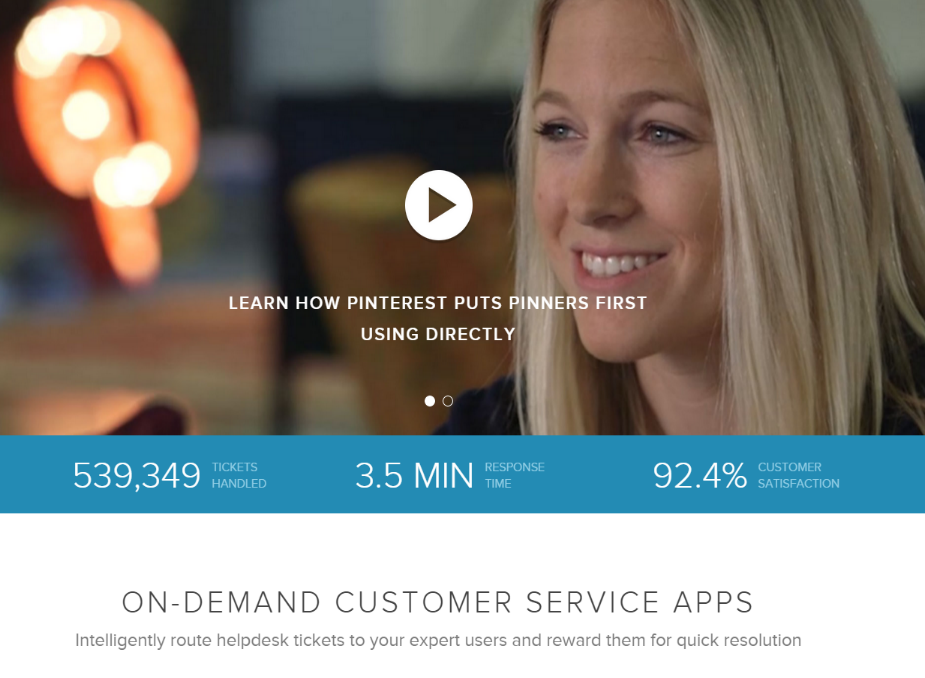 LEARN HOW PINTEREST PUTS PINNERS FIRST
USING DIRECTLY
539,349 TICKETS HANDLED
3.5 MIN RESPONSE TIME
92.4% CUSTOMER SATISFACTION
ON-DEMAND CUSTOMER SERVICE APPS
Intelligently route helpdesk tickets to your expert users and reward them for quick resolution